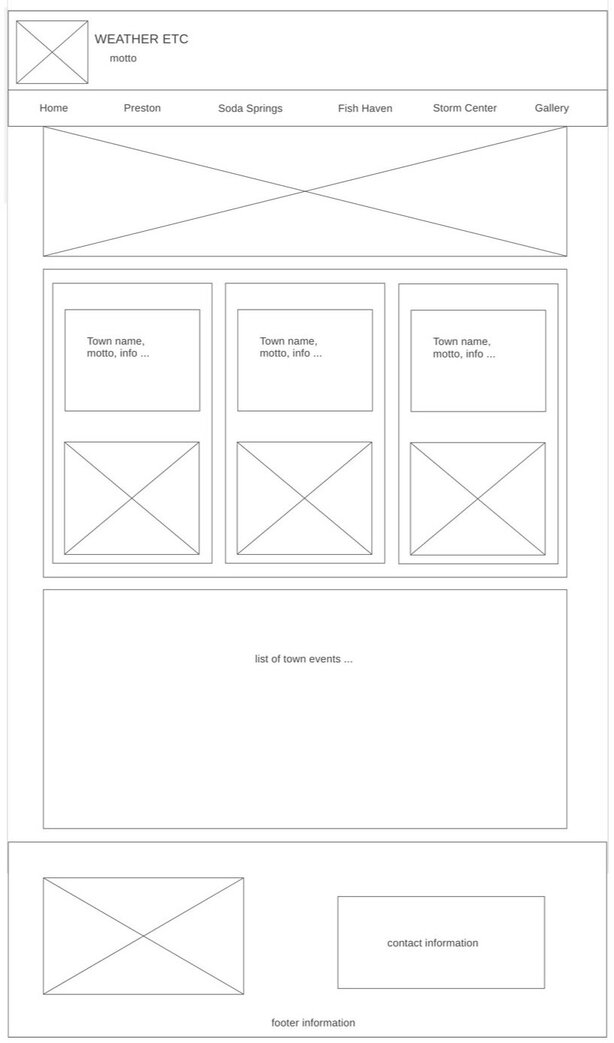 WEATHER ETC
motto
Home Preston Soda Springs Fish Haven Storm Center Gallery
Town name,
motto, info ...
Town name,
motto, info ...
Town name,
motto, info ...
list of town events ...
contact information
footer information